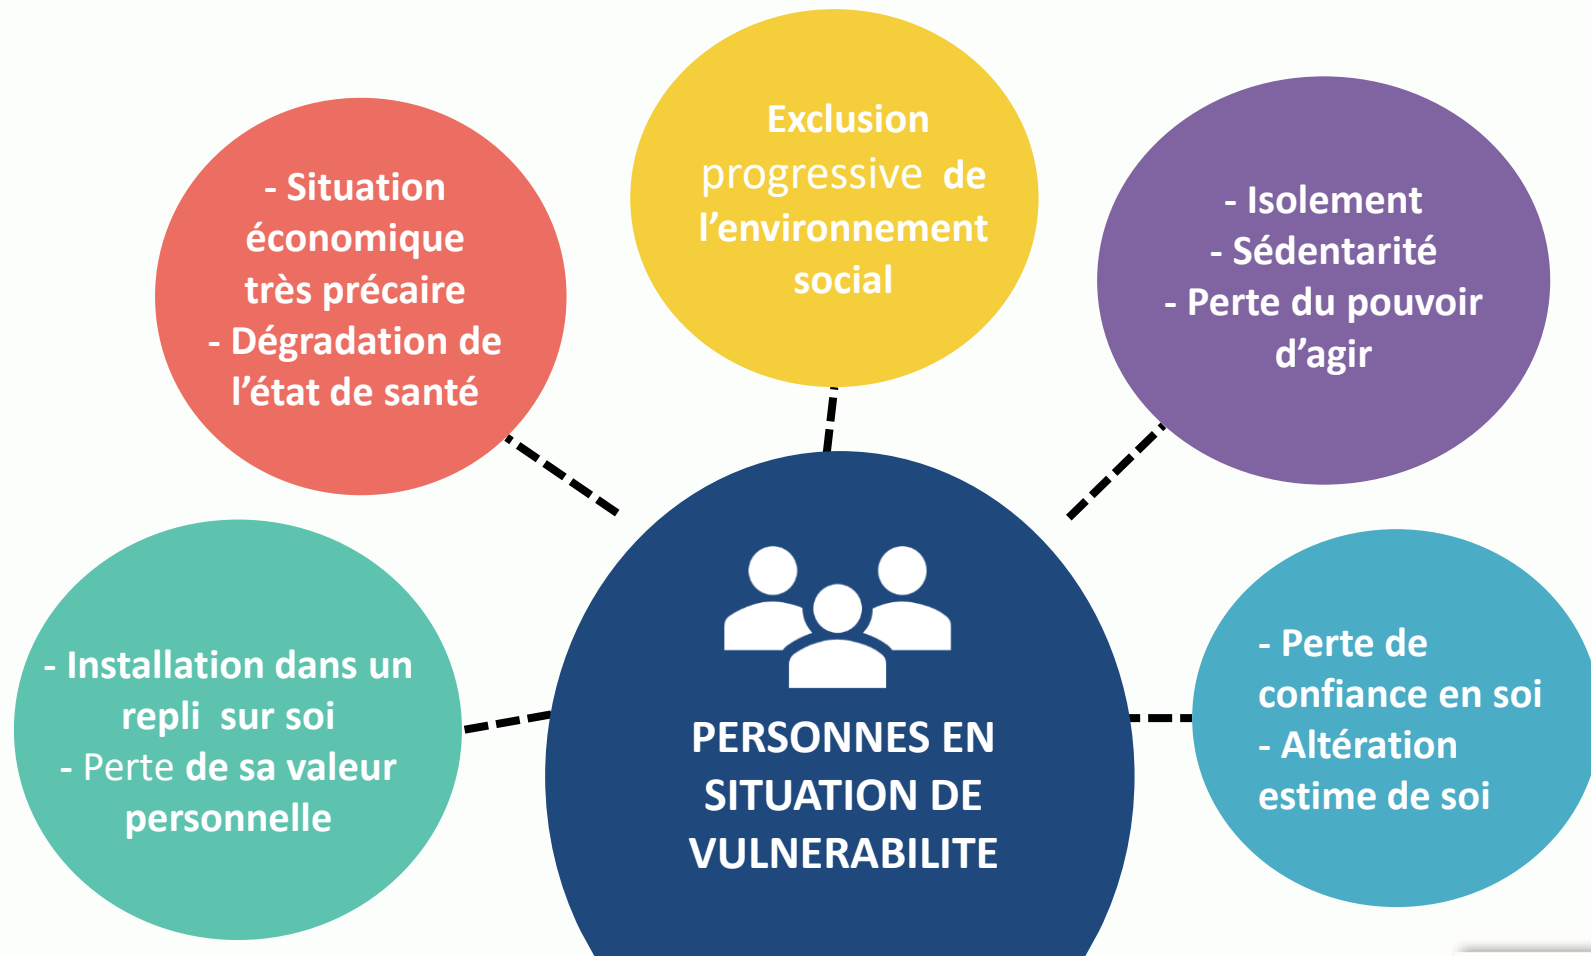 - Situation
économique
très précaire
- Dégradation de
l’état de santé
Exclusion
progressive de
l’environnement
social
- Isolement
- Sédentarité
- Perte du pouvoir
d’agir
- Installation dans un
repli sur soi
- Perte de sa valeur
personnelle
PERSONNES EN
SITUATION DE
VULNERABILITE
- Perte de
confiance en soi
- Altération
estime de soi